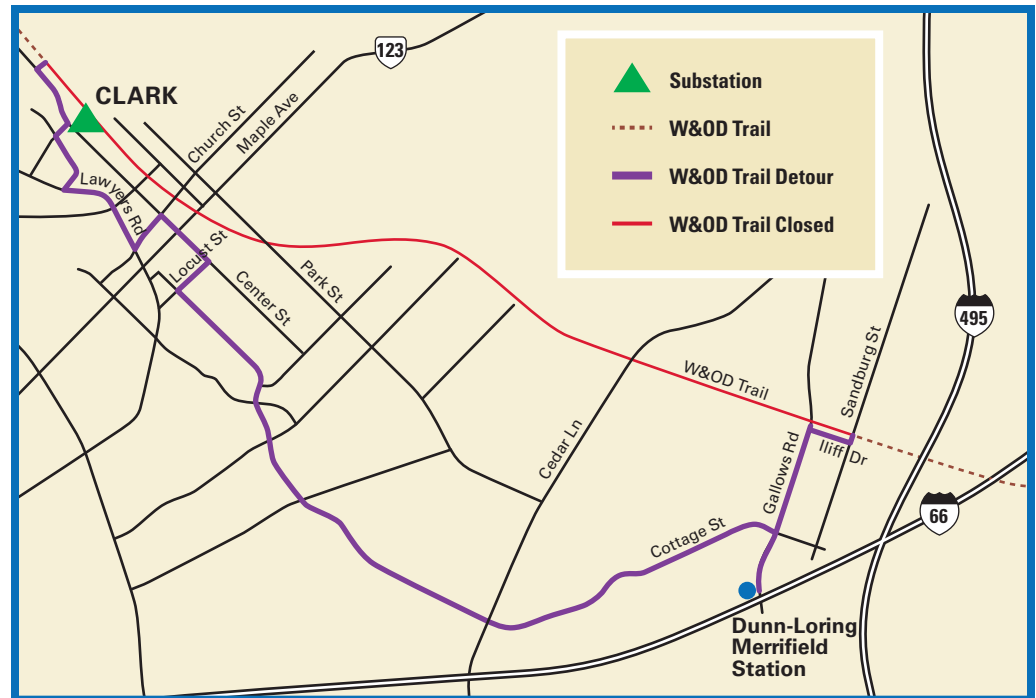 123
CLARK
Church St
Maple Ave
Lawyers Rd
Locust St
Center St
Park St
Substation
W&OD Trail
W&OD Trail Detour
W&OD Trail Closed
495
W&OD Trail
Sandburg St
Cedar Ln
Gallows Rd
Iliff Dr
66
Cottage St
Dunn-Loring
Merrifield
Station